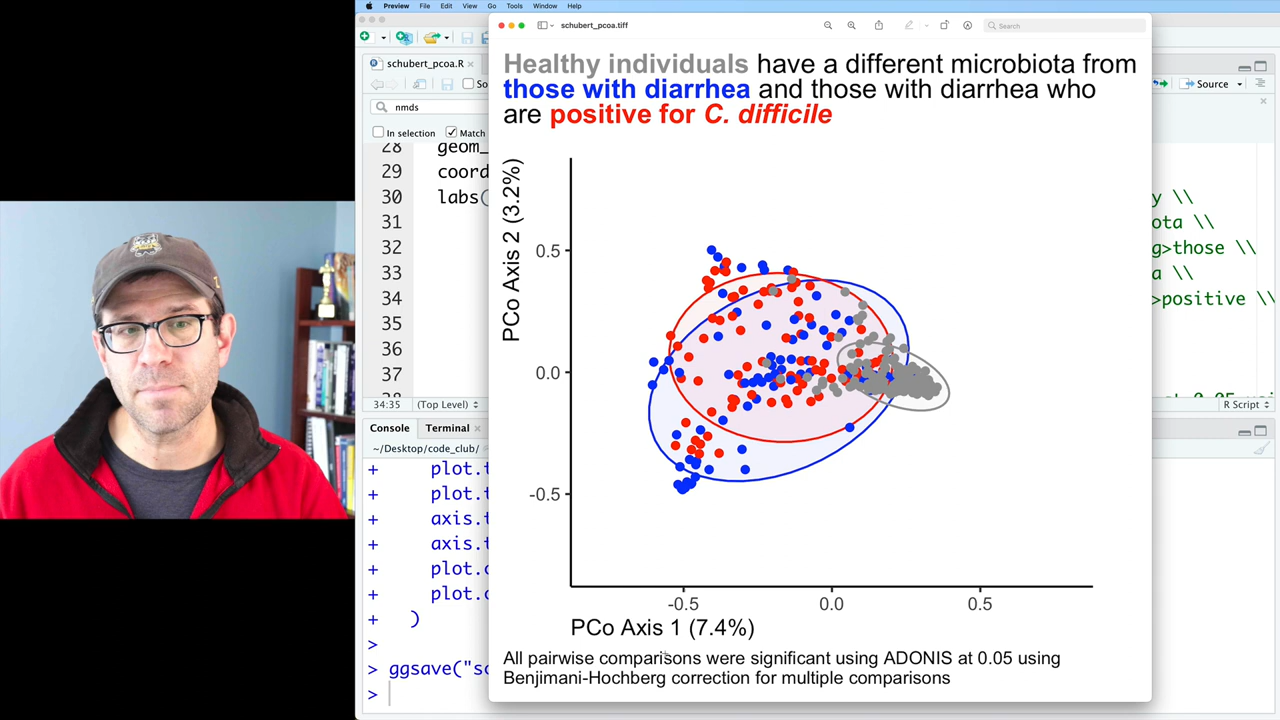 Preview File Edit View Go Tools Window Help
schubert_pcoa.tiff
Search
schubert_pcoa.R
So
Source
nmds
In selection
Match
Healthy individuals have a different microbiota from
those with diarrhea and those with diarrhea who
are positive for C. difficile
28 geom_
29 coord
30 labs(
31
32
33
34
35
36
37
y \\
ota \\
g>those \\
a \\
>positive \\
34:35 (Top Level)
R Script
Console Terminal
~/Desktop/code_club/
+ plot.t
+ plot.t
+ axis.t
+ axis.t
+ plot.c
+ plot.c
+ )
>
> ggsave("sc
>
PCo Axis 2 (3.2%)
0.5
0.0
-0.5
-0.5 0.0 0.5
PCo Axis 1 (7.4%)
All pairwise comparisons were significant using ADONIS at 0.05 using
Benjimani-Hochberg correction for multiple comparisons